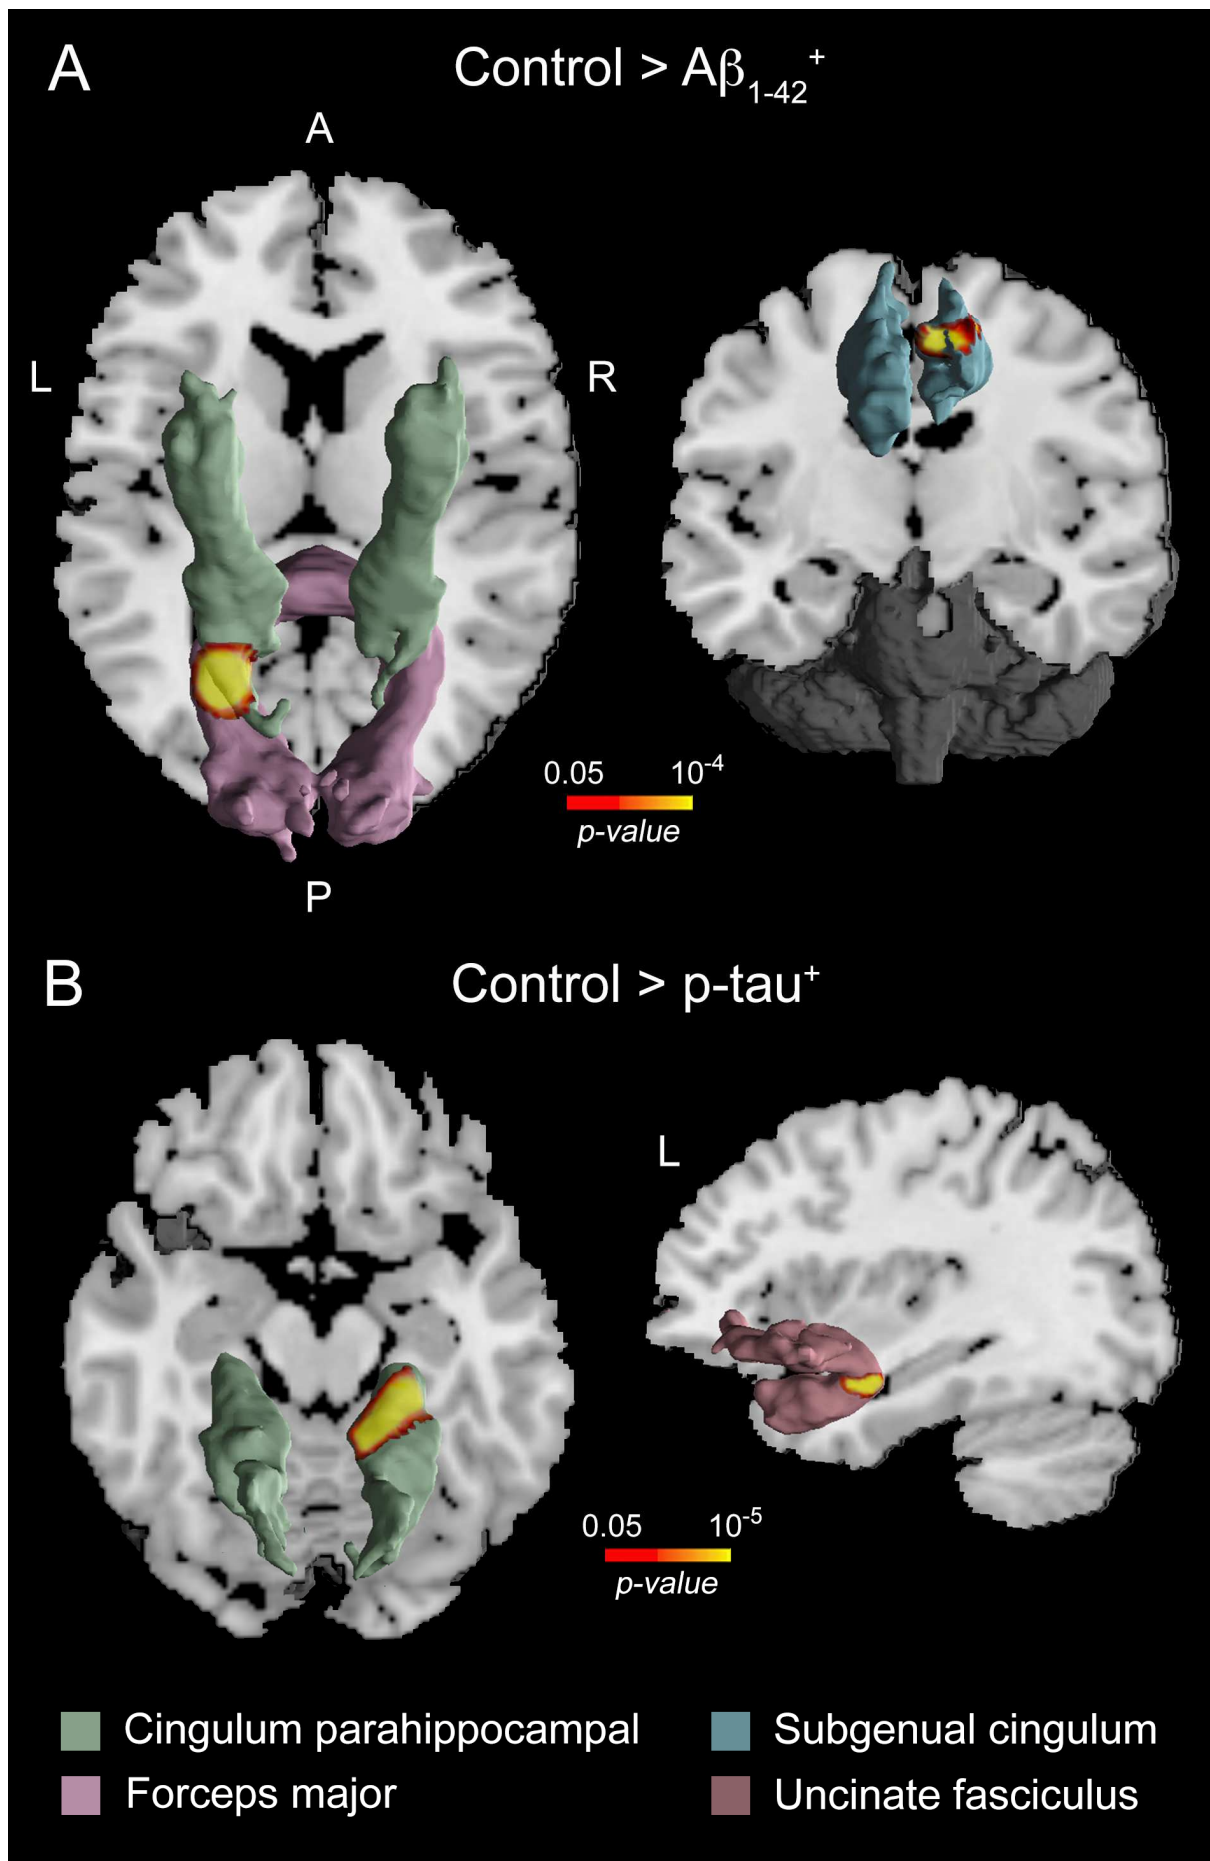 A
Control > Aβ1-42+
A
L
R
0.05 10-4
p-value
P
B
Control > p-tau+
L
0.05 10-5
p-value
Cingulum parahippocampal
Subgenual cingulum
Forceps major
Uncinate fasciculus